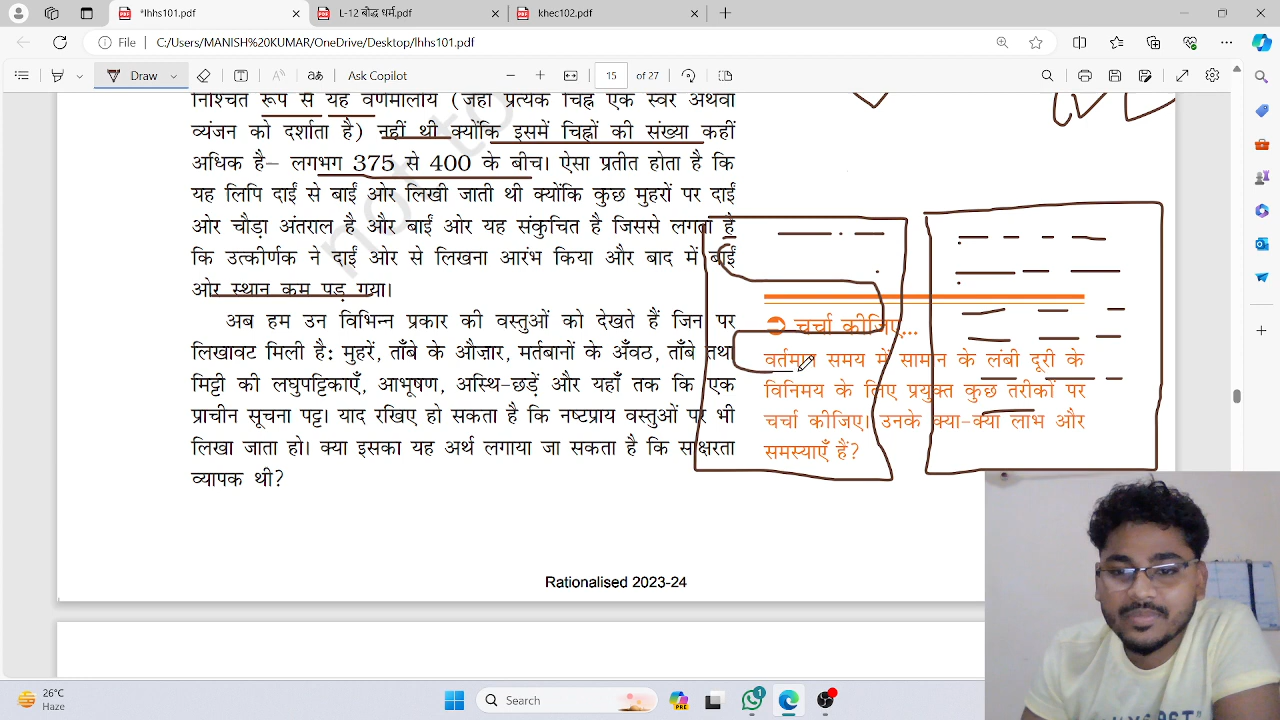 *lhhs101.pdf
L-12 बौद्ध धर्म.pdf
khec102.pdf
File
C:/Users/MANISH%20KUMAR/OneDrive/Desktop/lhhs101.pdf
Draw
Ask Copilot
15 of 27
निश्चित रूप से यह वर्णमालीय (जहाँ प्रत्येक चिह्न एक स्वर अथवा
व्यंजन को दर्शाता है) नहीं थी क्योंकि इसमें चिह्नों की संख्या कहीं
अधिक है– लगभग 375 से 400 के बीच। ऐसा प्रतीत होता है कि
यह लिपि दाईं से बाईं ओर लिखी जाती थी क्योंकि कुछ मुहरों पर दाईं
ओर चौड़ा अंतराल है और बाईं ओर यह संकुचित है जिससे लगता है
कि उत्कीर्णक ने दाईं ओर से लिखना आरंभ किया और बाद में बाईं
ओर स्थान कम पड़ गया।
अब हम उन विभिन्न प्रकार की वस्तुओं को देखते हैं जिन पर
लिखावट मिली है: मुहरें, ताँबे के औज़ार, मर्तबानों के अँवठ, ताँबे तथा
मिट्टी की लघुपट्टिकाएँ, आभूषण, अस्थि-छड़ें और यहाँ तक कि एक
प्राचीन सूचना पट्ट। याद रखिए हो सकता है कि नष्टप्राय वस्तुओं पर भी
लिखा जाता हो। क्या इसका यह अर्थ लगाया जा सकता है कि साक्षरता
व्यापक थी?
चर्चा कीजिए...
वर्तमान समय में सामान के लंबी दूरी के
विनिमय के लिए प्रयुक्त कुछ तरीकों पर
चर्चा कीजिए। उनके क्या-क्या लाभ और
समस्याएँ हैं?
not to
Rationalised 2023-24
26°C
Haze
Search
PRE
1